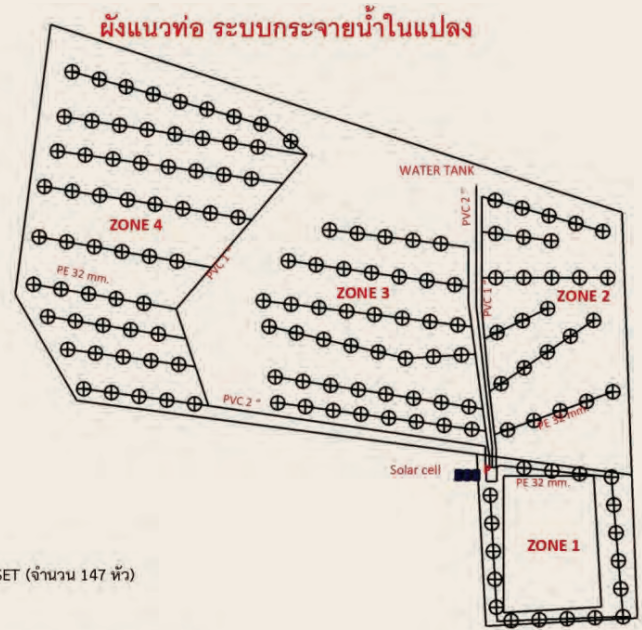 ผังแนวท่อ ระบบกระจายน้ำในแปลง
WATER TANK
PVC 2 "
ZONE 4
PVC 1 "
PE 32 mm.
ZONE 3
PVC 1 "
ZONE 2
PVC 2 "
PE 32 mm.
Solar cell
P
PE 32 mm.
ZONE 1
SET (จำนวน 147 หัว)